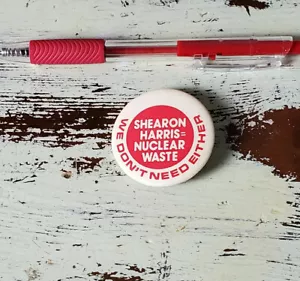 SHEARON
HARRIS=
NUCLEAR
WASTE
WE DON'T NEED EITHER